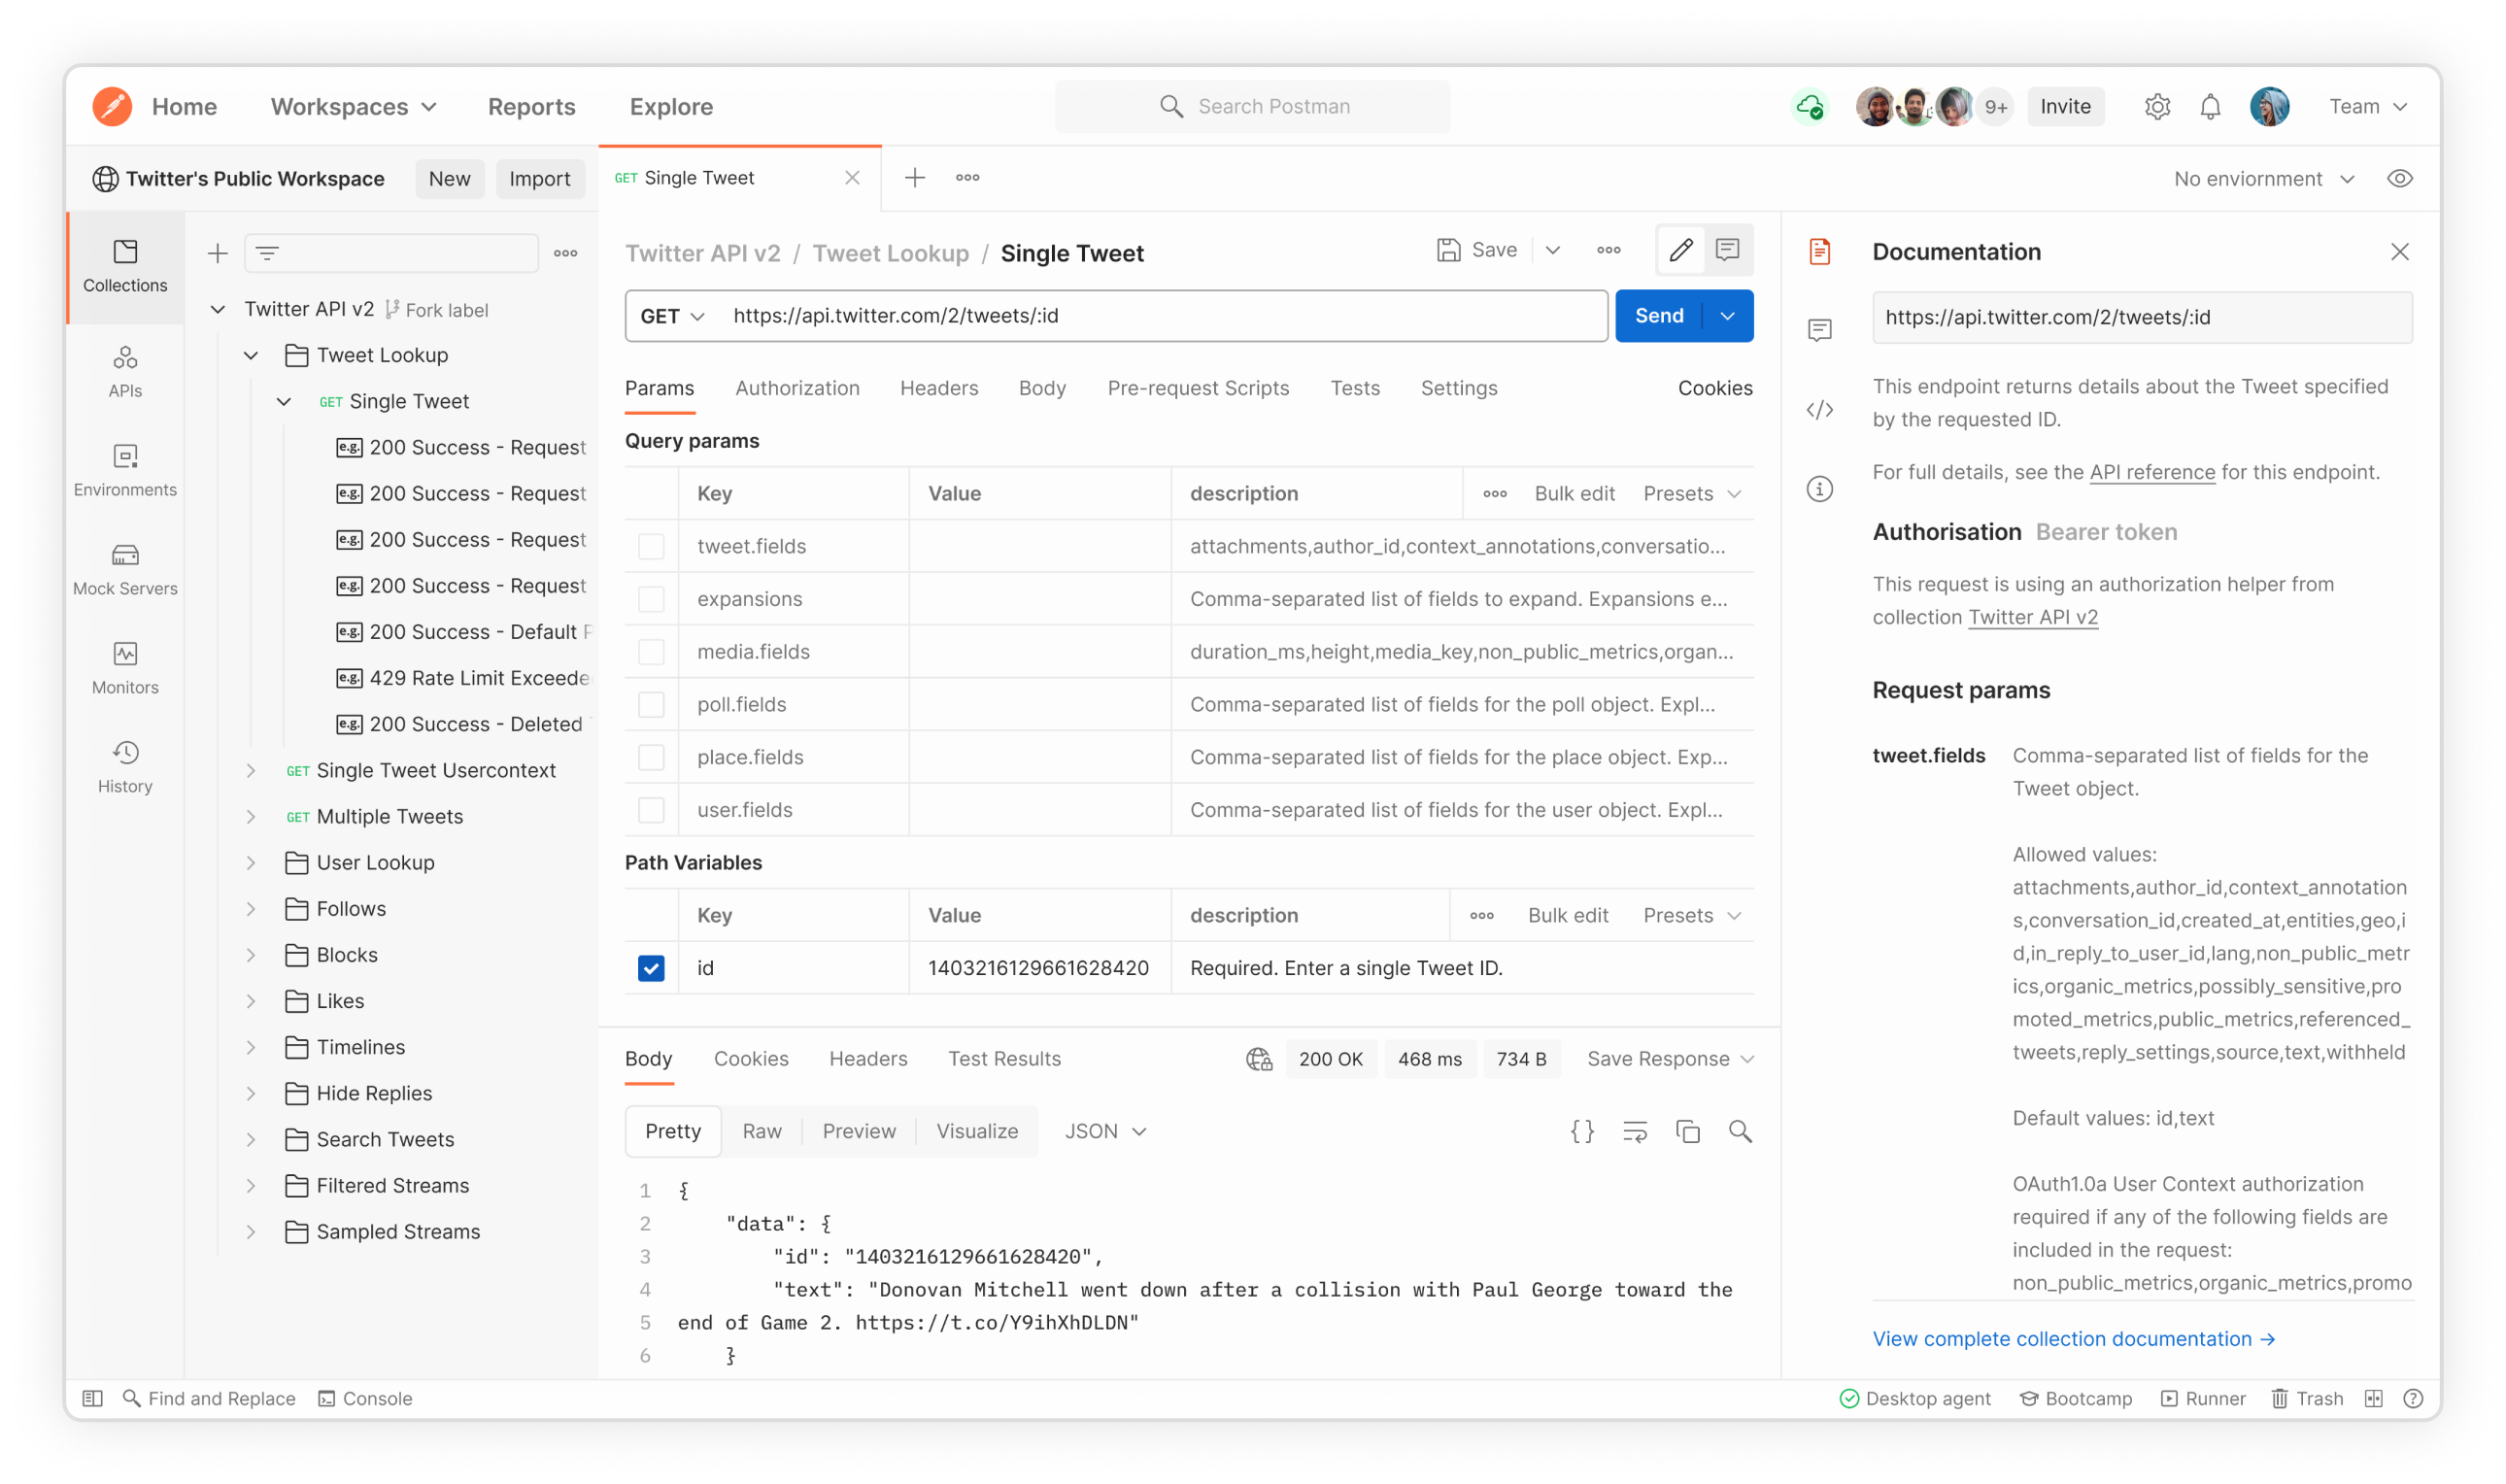 Home
Workspaces
Reports
Explore
Search Postman
9+
Invite
Team
Twitter's Public Workspace
New
Import
GET Single Tweet
No enviornment
Collections
APIs
Environments
Mock Servers
Monitors
History
Twitter API v2 Fork label
Tweet Lookup
GET Single Tweet
e.g. 200 Success - Request
e.g. 200 Success - Request
e.g. 200 Success - Request
e.g. 200 Success - Request
e.g. 200 Success - Default P
e.g. 429 Rate Limit Exceede
e.g. 200 Success - Deleted
GET Single Tweet Usercontext
GET Multiple Tweets
User Lookup
Follows
Blocks
Likes
Timelines
Hide Replies
Search Tweets
Filtered Streams
Sampled Streams
Twitter API v2 / Tweet Lookup / Single Tweet
Save
GET https://api.twitter.com/2/tweets/:id
Send
Params Authorization Headers Body Pre-request Scripts Tests Settings Cookies
Query params
Key Value description Bulk edit Presets
tweet.fields attachments,author_id,context_annotations,conversatio...
expansions Comma-separated list of fields to expand. Expansions e...
media.fields duration_ms,height,media_key,non_public_metrics,organ...
poll.fields Comma-separated list of fields for the poll object. Expl...
place.fields Comma-separated list of fields for the place object. Exp...
user.fields Comma-separated list of fields for the user object. Expl...
Path Variables
Key Value description Bulk edit Presets
id 1403216129661628420 Required. Enter a single Tweet ID.
Body Cookies Headers Test Results 200 OK 468 ms 734 B Save Response
Pretty Raw Preview Visualize JSON {}
1 {
2 "data": {
3 "id": "1403216129661628420",
4 "text": "Donovan Mitchell went down after a collision with Paul George toward the
5 end of Game 2. https://t.co/Y9ihXhDLDN"
6 }
Documentation
https://api.twitter.com/2/tweets/:id
This endpoint returns details about the Tweet specified
by the requested ID.
For full details, see the API reference for this endpoint.
Authorisation Bearer token
This request is using an authorization helper from
collection Twitter API v2
Request params
tweet.fields Comma-separated list of fields for the
Tweet object.
Allowed values:
attachments,author_id,context_annotation
s,conversation_id,created_at,entities,geo,i
d,in_reply_to_user_id,lang,non_public_metr
ics,organic_metrics,possibly_sensitive,pro
moted_metrics,public_metrics,referenced_
tweets,reply_settings,source,text,withheld
Default values: id,text
OAuth1.0a User Context authorization
required if any of the following fields are
included in the request:
non_public_metrics,organic_metrics,promo
View complete collection documentation →
Find and Replace
Console
Desktop agent
Bootcamp
Runner
Trash